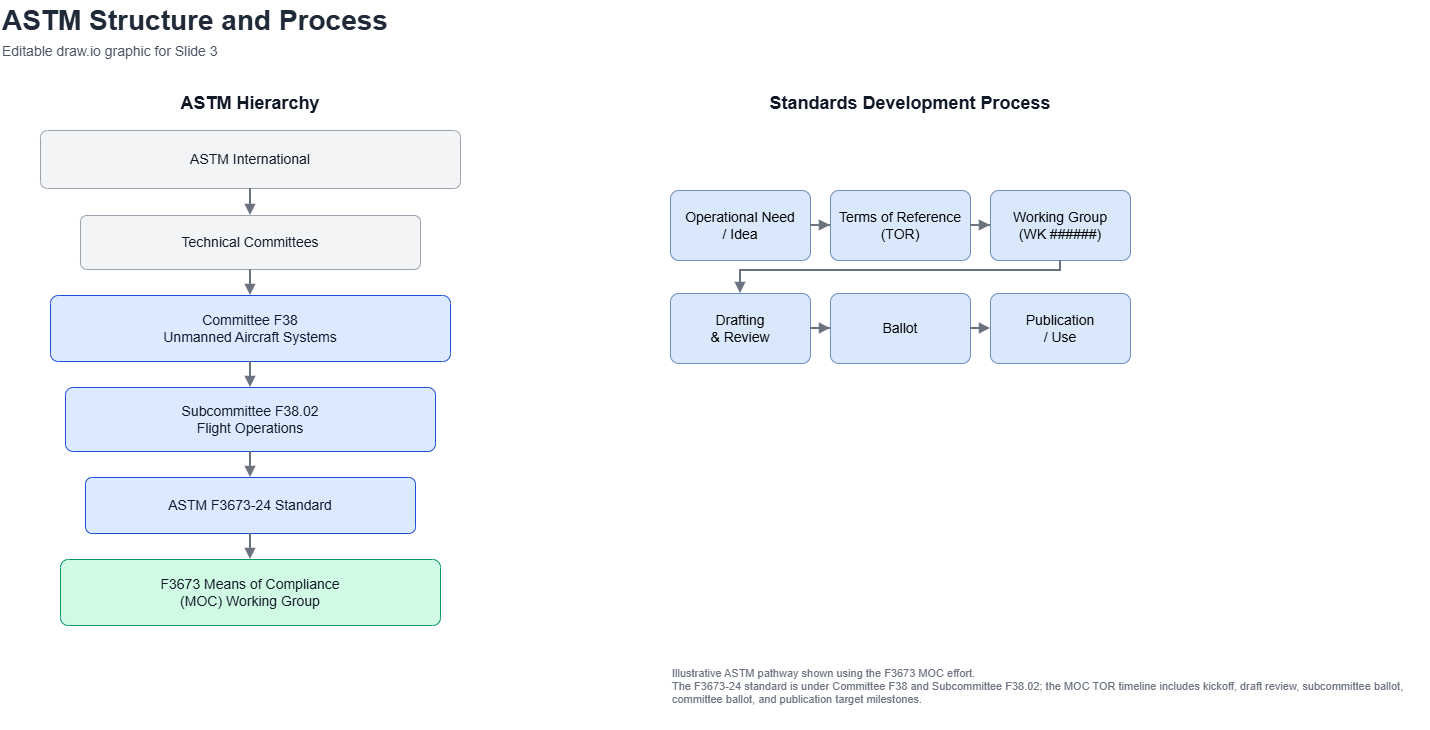 ASTM Structure and Process
Editable draw.io graphic for Slide 3
ASTM Hierarchy
ASTM International
Technical Committees
Committee F38
Unmanned Aircraft Systems
Subcommittee F38.02
Flight Operations
ASTM F3673-24 Standard
F3673 Means of Compliance
(MOC) Working Group
Standards Development Process
Operational Need
/ Idea
Terms of Reference
(TOR)
Working Group
(WK ######)
Drafting
& Review
Ballot
Publication
/ Use
Illustrative ASTM pathway shown using the F3673 MOC effort.
The F3673-24 standard is under Committee F38 and Subcommittee F38.02; the MOC TOR timeline includes kickoff, draft review, subcommittee ballot,
committee ballot, and publication target milestones.